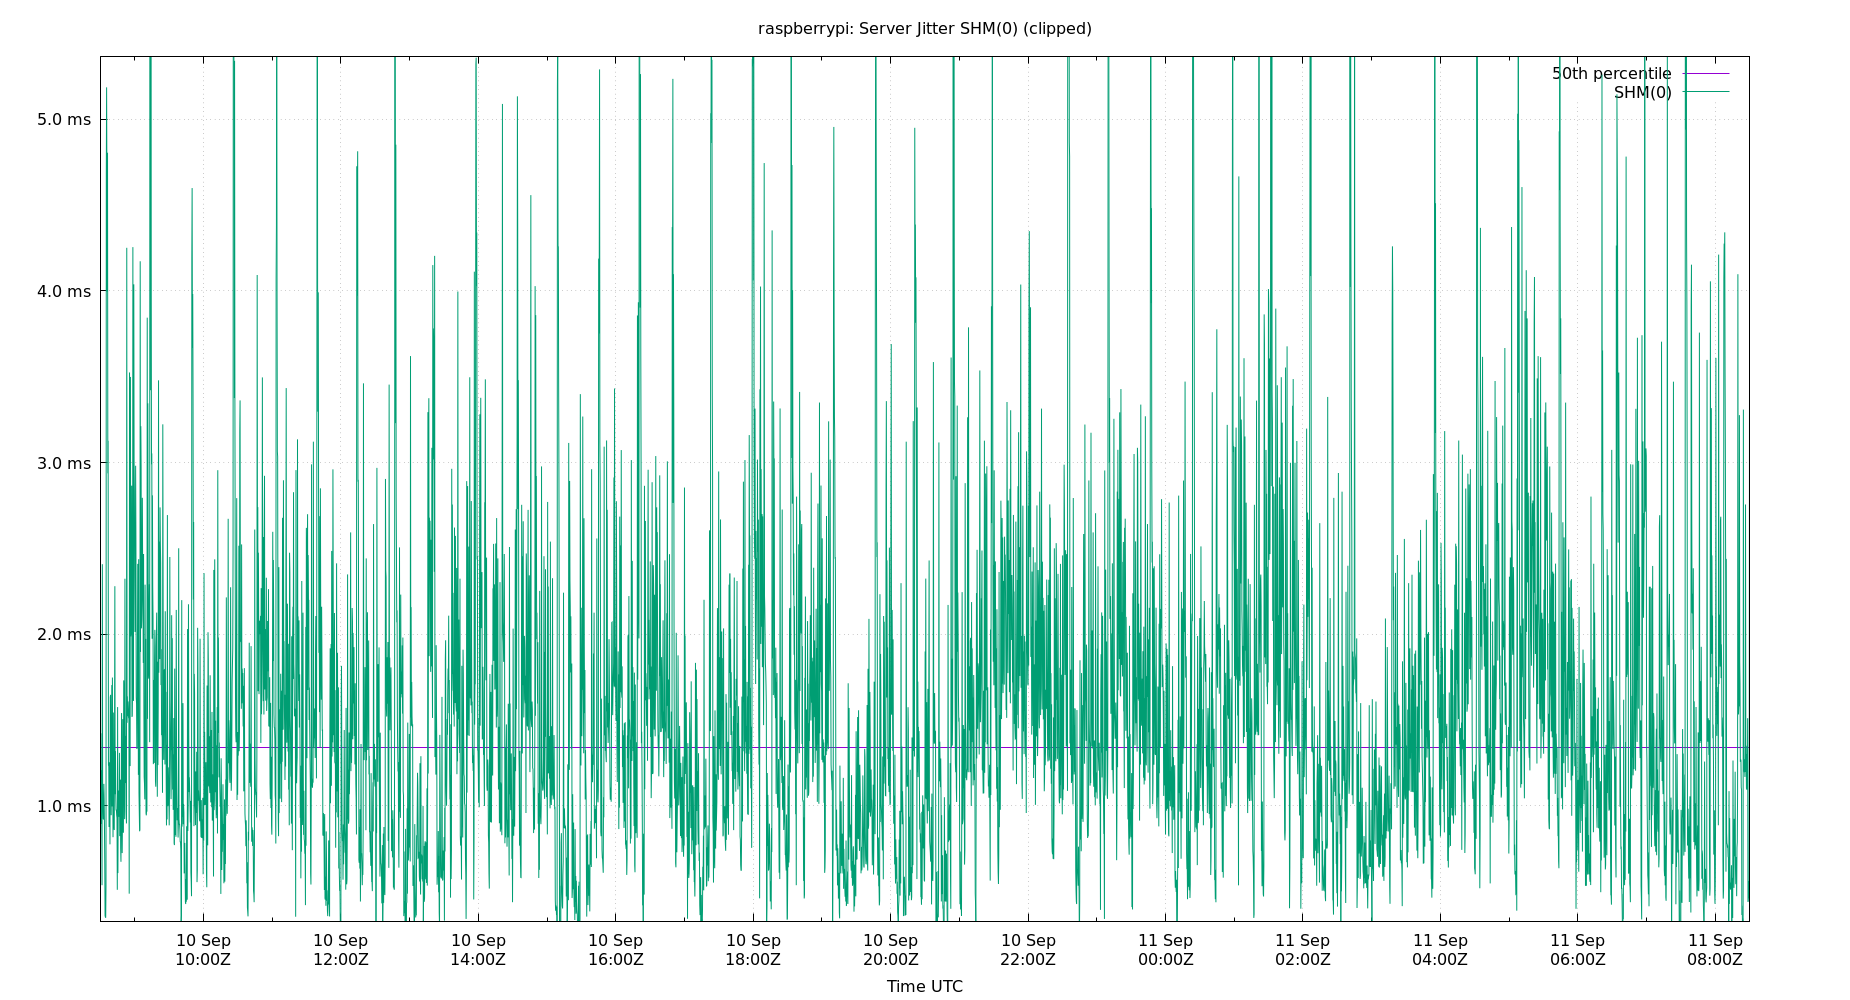 raspberrypi: Server Jitter SHM(0) (clipped)
50th percentile
SHM(0)
5.0 ms
4.0 ms
3.0 ms
2.0 ms
1.0 ms
10 Sep 10 Sep 10 Sep 10 Sep 10 Sep 10 Sep 10 Sep 11 Sep 11 Sep 11 Sep 11 Sep 11 Sep
10:00Z 12:00Z 14:00Z 16:00Z 18:00Z 20:00Z 22:00Z 00:00Z 02:00Z 04:00Z 06:00Z 08:00Z
Time UTC